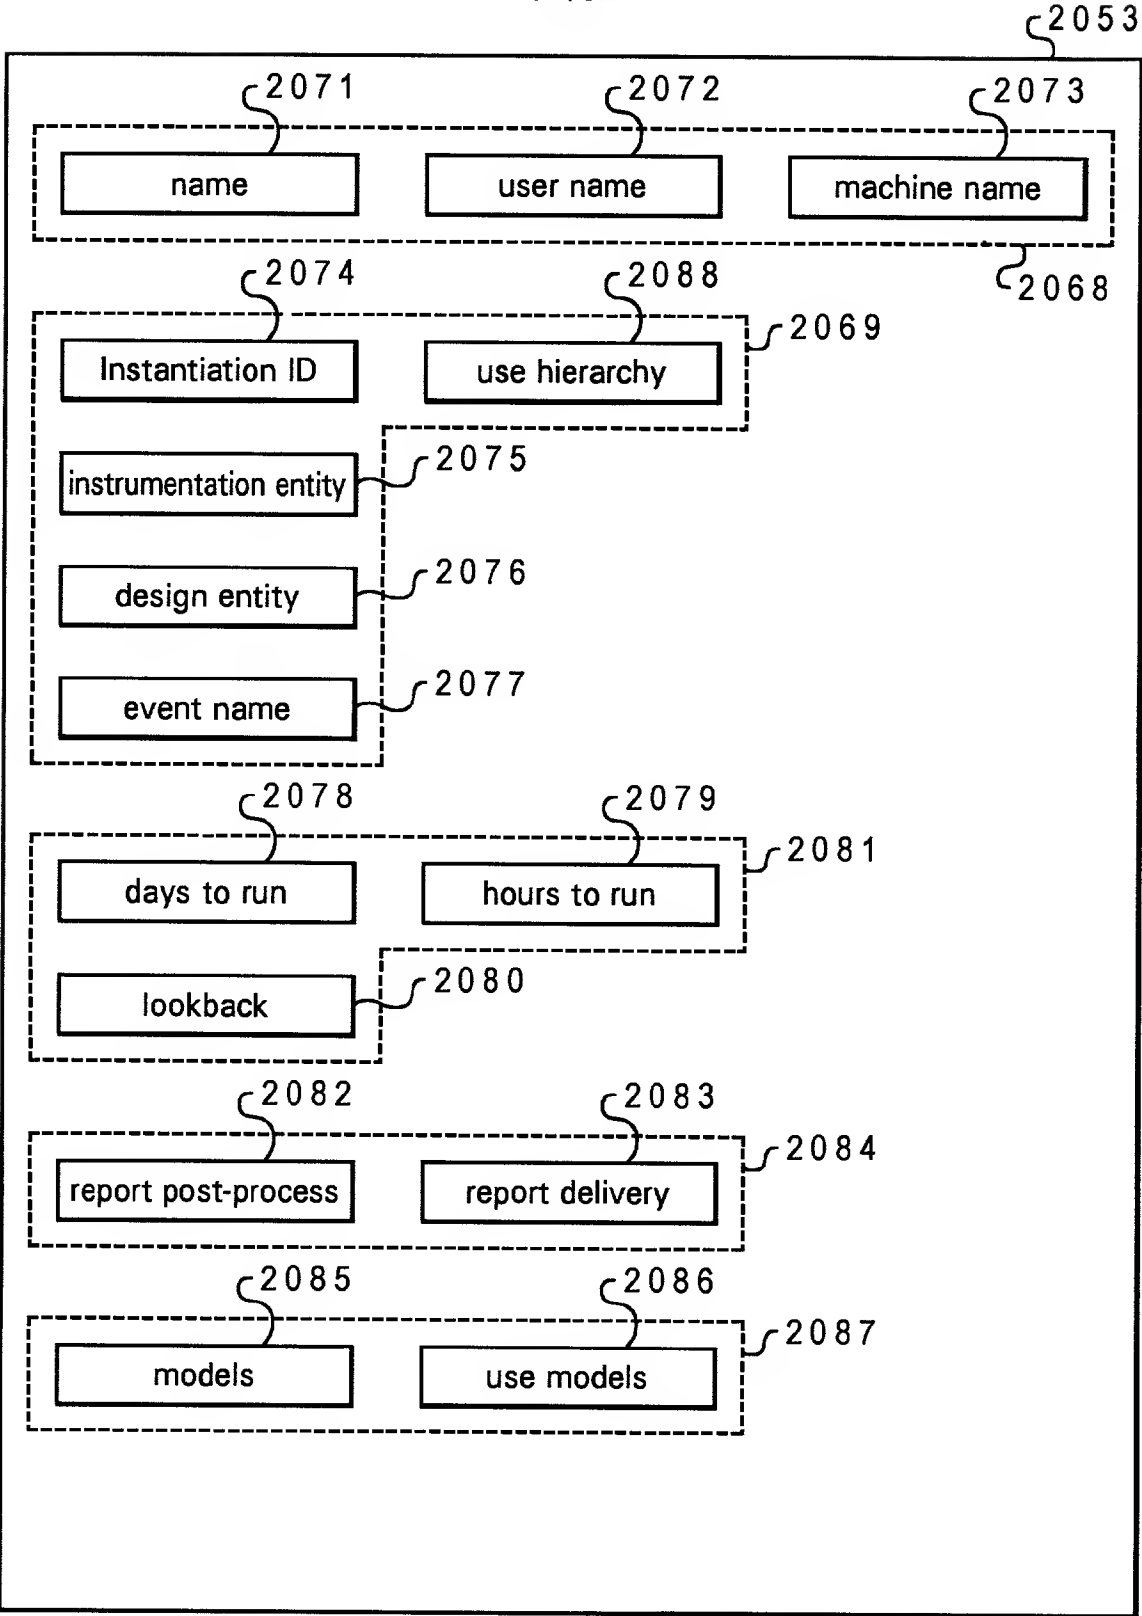 2053
2071 2072 2073
name user name machine name
2068
2074 2088
2069
Instantiation ID use hierarchy
2075
instrumentation entity
2076
design entity
2077
event name
2078 2079
2081
days to run hours to run
2080
lookback
2082 2083
2084
report post-process report delivery
2085 2086
2087
models use models